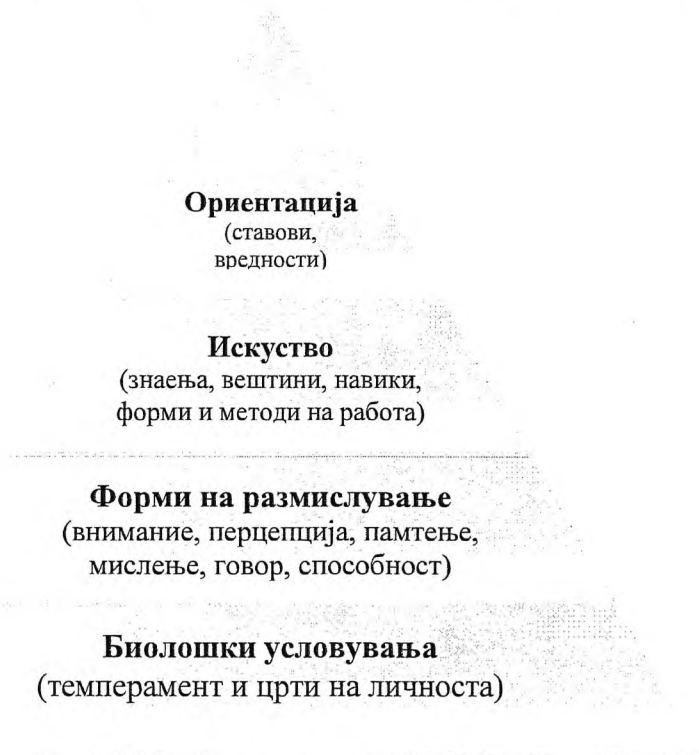 Ориентација
(ставови,
вредности)
Искуство
(знаења, вештини, навики,
форми и методи на работа)
Форми на размислување
(внимание, перцепција, памтење,
мислење, говор, способност)
Биолошки условувања
(темперамент и црти на личноста)